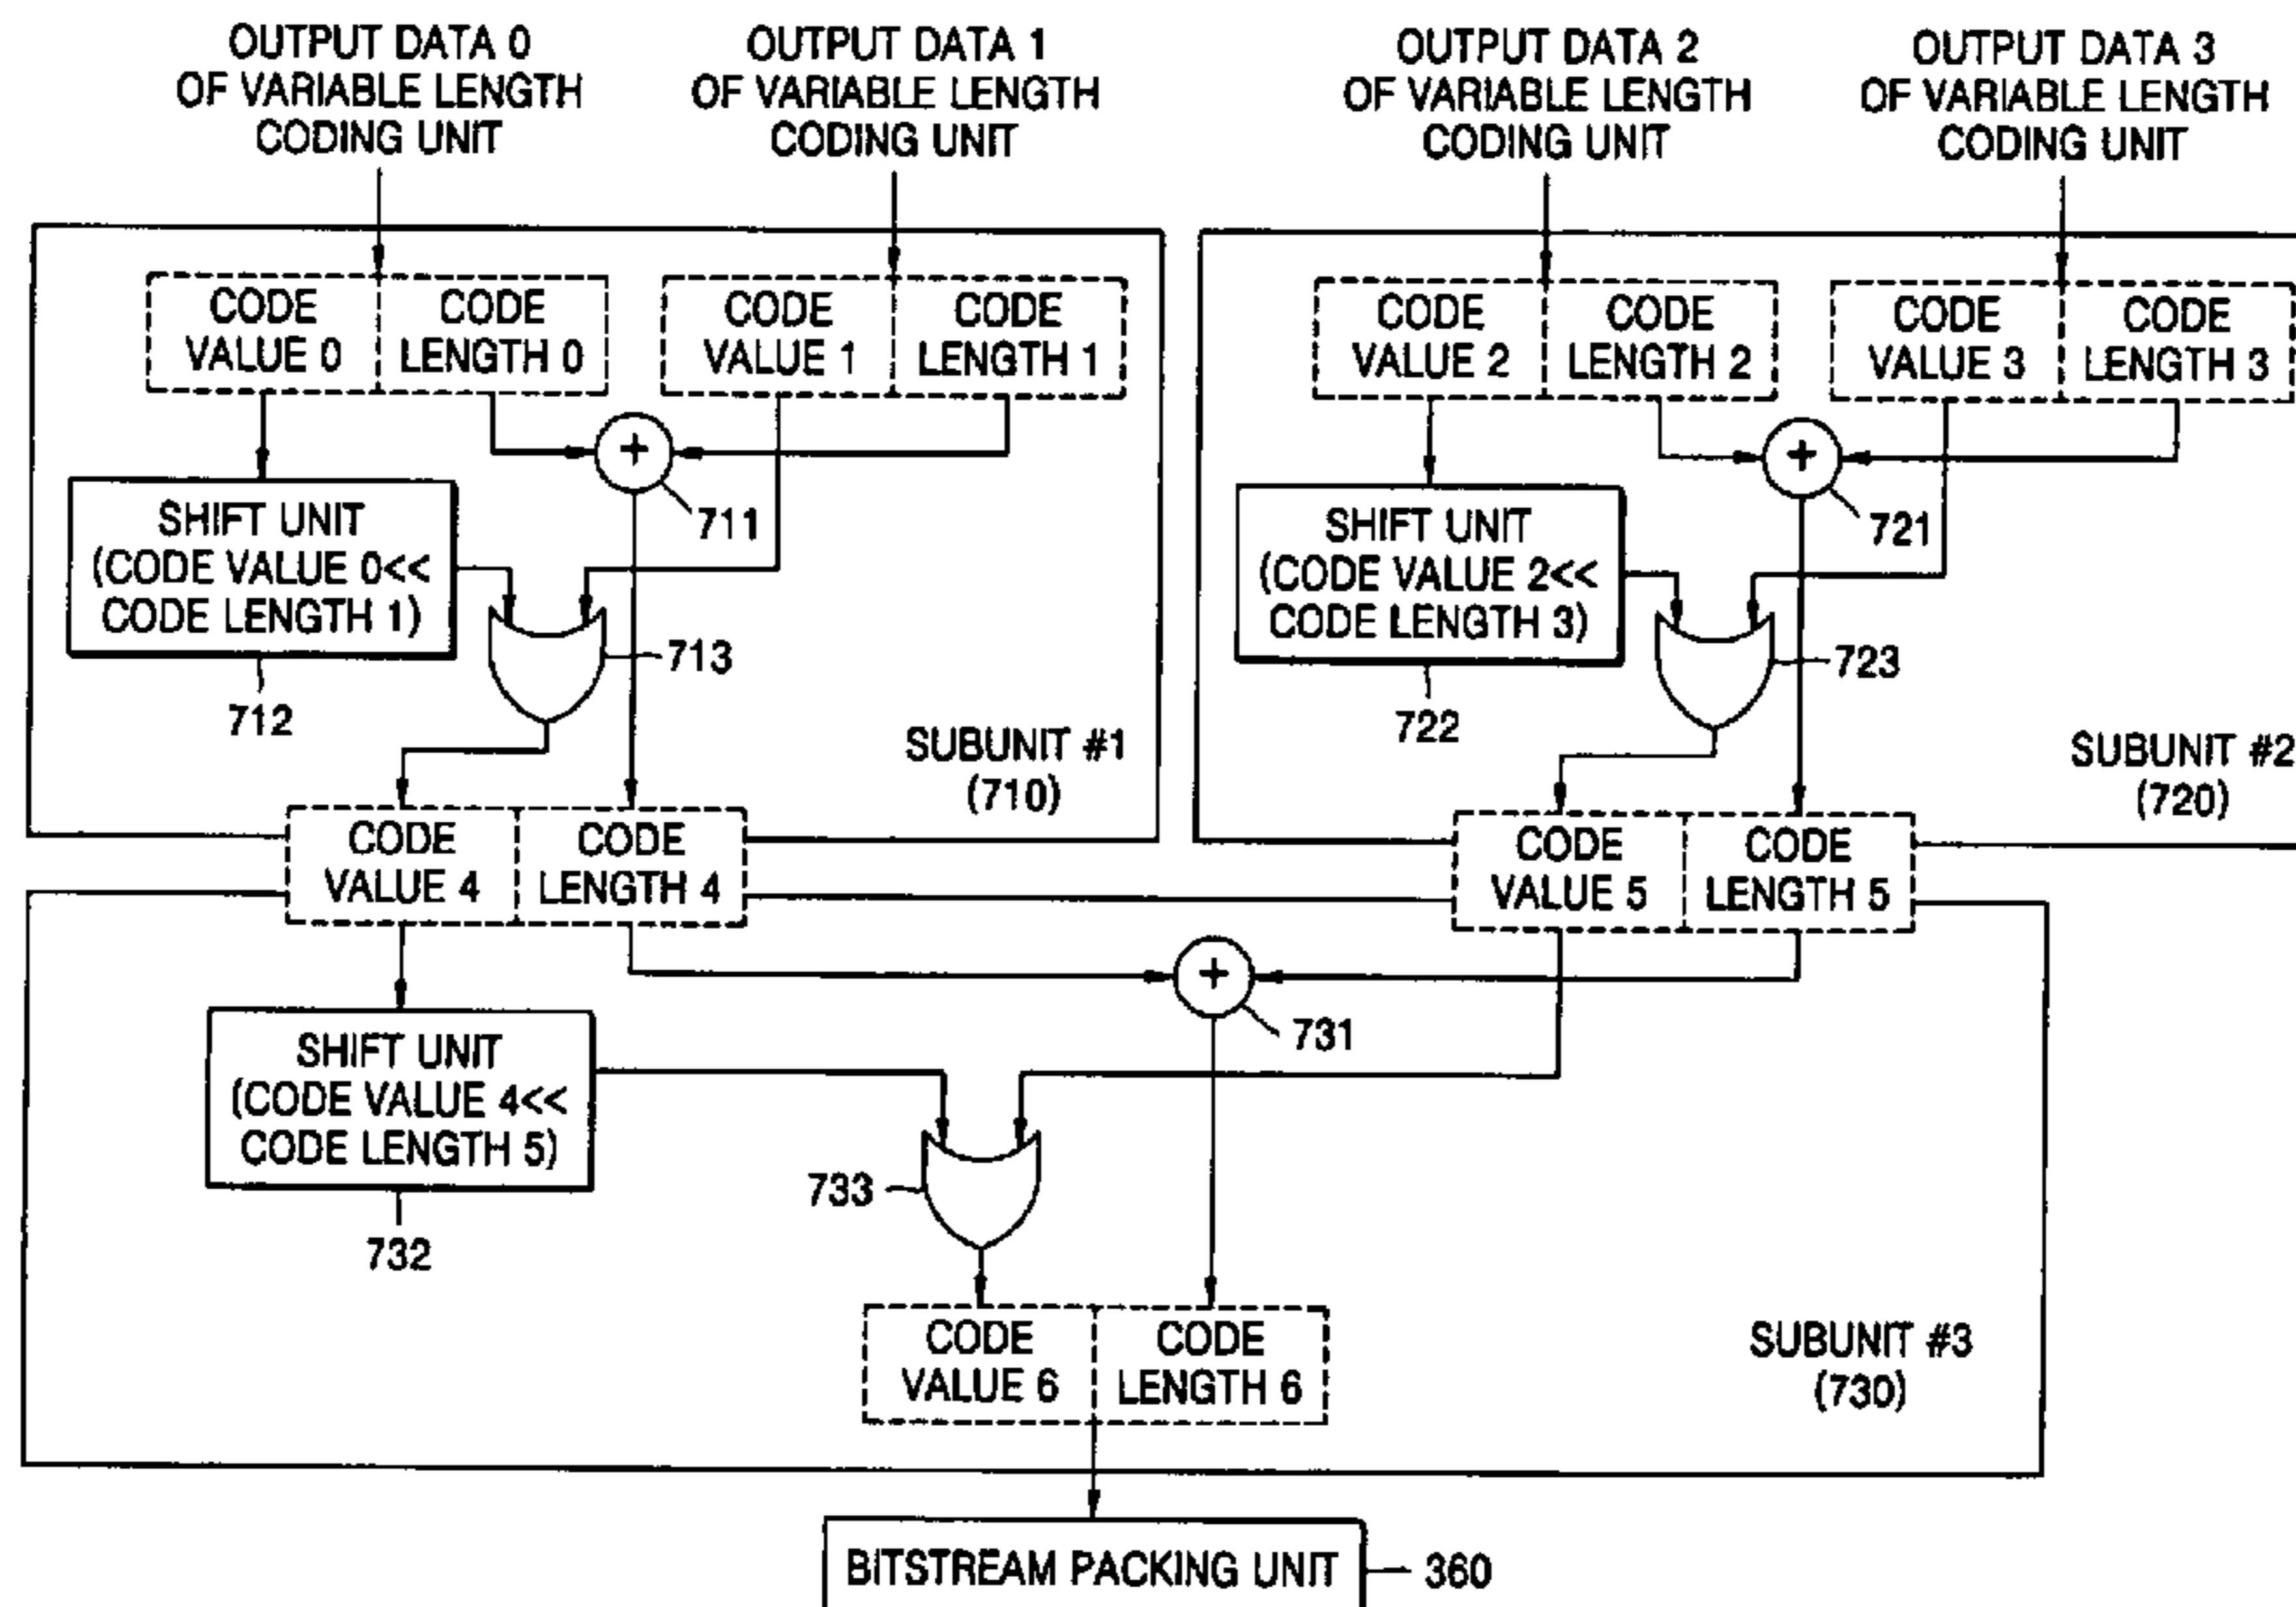 OUTPUT DATA 0
OF VARIABLE LENGTH
CODING UNIT
OUTPUT DATA 1
OF VARIABLE LENGTH
CODING UNIT
OUTPUT DATA 2
OF VARIABLE LENGTH
CODING UNIT
OUTPUT DATA 3
OF VARIABLE LENGTH
CODING UNIT
CODE
VALUE 0
CODE
LENGTH 0
CODE
VALUE 1
CODE
LENGTH 1
CODE
VALUE 2
CODE
LENGTH 2
CODE
VALUE 3
CODE
LENGTH 3
+
711
SHIFT UNIT
(CODE VALUE 0<<
CODE LENGTH 1)
712
713
SUBUNIT #1
(710)
+
721
SHIFT UNIT
(CODE VALUE 2<<
CODE LENGTH 3)
722
723
SUBUNIT #2
(720)
CODE
VALUE 4
CODE
LENGTH 4
CODE
VALUE 5
CODE
LENGTH 5
+
731
SHIFT UNIT
(CODE VALUE 4<<
CODE LENGTH 5)
732
733
CODE
VALUE 6
CODE
LENGTH 6
SUBUNIT #3
(730)
BITSTREAM PACKING UNIT
360